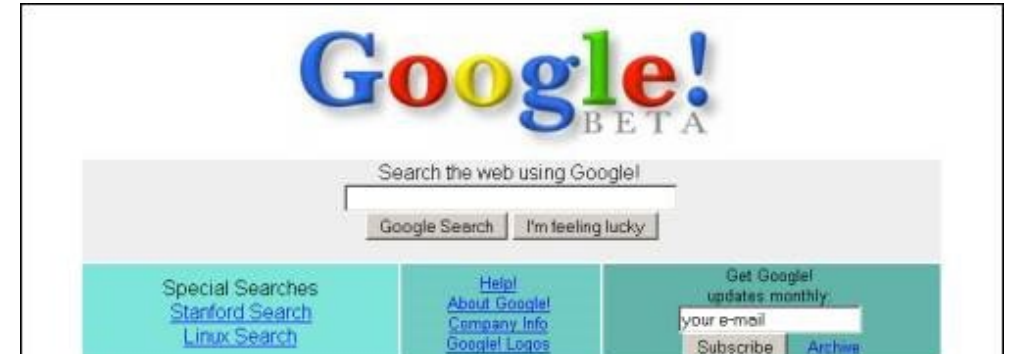 Google!
BETA
Search the web using Google!
Google Search
I'm feeling lucky
Special Searches
Stanford Search
Linux Search
Help!
About Google!
Company Info
Google! Logos
Get Google!
updates monthly:
your e-mail
Subscribe
Archive